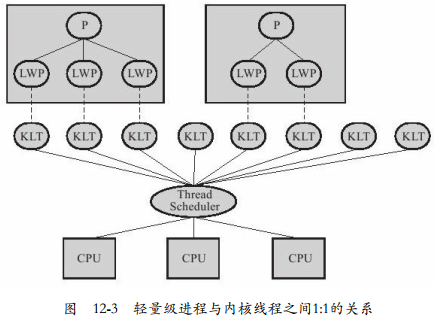 P P
LWP LWP LWP LWP LWP
KLT KLT KLT KLT KLT KLT KLT KLT
Thread
Scheduler
CPU CPU CPU
图 12-3 轻量级进程与内核线程之间1:1的关系